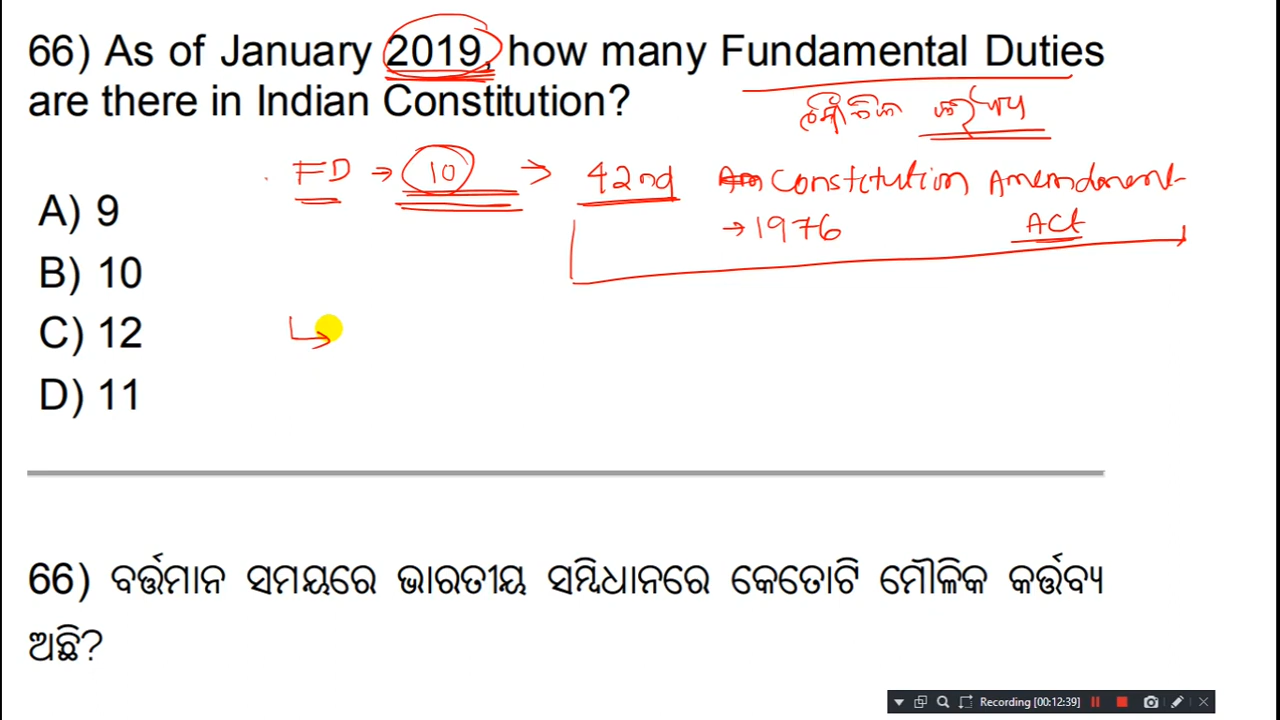 66) As of January 2019, how many Fundamental Duties
are there in Indian Constitution?
ମୌଳିକ କର୍ତ୍ତବ୍ୟ
FD → 10 → 42nd Constitution Amendment
→ 1976 Act
A) 9
B) 10
C) 12
D) 11
66) ବର୍ତ୍ତମାନ ସମୟରେ ଭାରତୀୟ ସମ୍ବିଧାନରେ କେତୋଟି ମୌଳିକ କର୍ତ୍ତବ୍ୟ
ଅଛି?
Recording [00:12:39]